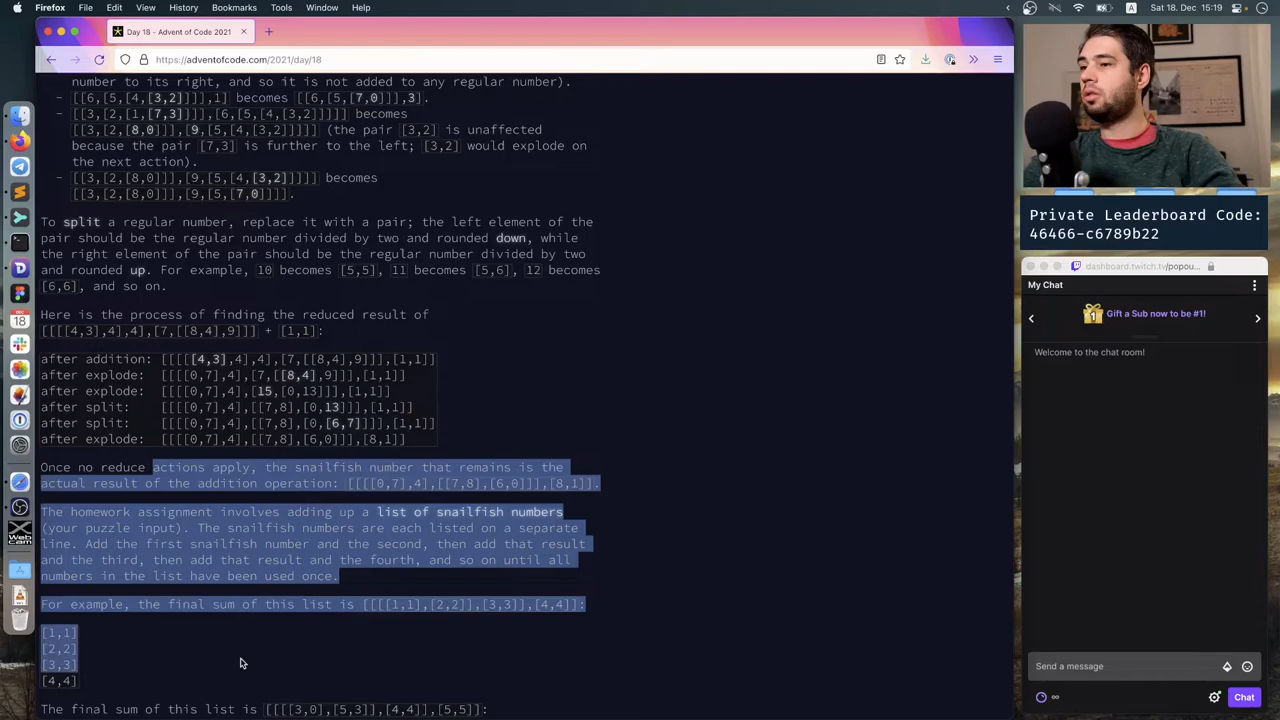 Firefox File Edit View History Bookmarks Tools Window Help
Sat 18. Dec 15:19
Day 18 - Advent of Code 2021
https://adventofcode.com/2021/day/18
number to its right, and so it is not added to any regular number).
- [[6,[5,[4,[3,2]]]],1] becomes [[6,[5,[7,0]]],3].
- [[3,[2,[1,[7,3]]]],[6,[5,[4,[3,2]]]]] becomes
[[3,[2,[8,0]]],[9,[5,[4,[3,2]]]]] (the pair [3,2] is unaffected
because the pair [7,3] is further to the left; [3,2] would explode on
the next action).
- [[3,[2,[8,0]]],[9,[5,[4,[3,2]]]]] becomes
[[3,[2,[8,0]]],[9,[5,[7,0]]]].
To split a regular number, replace it with a pair; the left element of the
pair should be the regular number divided by two and rounded down, while
the right element of the pair should be the regular number divided by two
and rounded up. For example, 10 becomes [5,5], 11 becomes [5,6], 12 becomes
[6,6], and so on.
Here is the process of finding the reduced result of
[[[[4,3],4],4],[7,[[8,4],9]]] + [1,1]:
after addition: [[[[[4,3],4],4],[7,[[8,4],9]]],[1,1]]
after explode: [[[[0,7],4],[7,[[8,4],9]]],[1,1]]
after explode: [[[[0,7],4],[15,[0,13]]],[1,1]]
after split: [[[[0,7],4],[[7,8],[0,13]]],[1,1]]
after split: [[[[0,7],4],[[7,8],[0,[6,7]]]],[1,1]]
after explode: [[[[0,7],4],[[7,8],[6,0]]],[8,1]]
Once no reduce actions apply, the snailfish number that remains is the
actual result of the addition operation: [[[[0,7],4],[[7,8],[6,0]]],[8,1]].
The homework assignment involves adding up a list of snailfish numbers
(your puzzle input). The snailfish numbers are each listed on a separate
line. Add the first snailfish number and the second, then add that result
and the third, then add that result and the fourth, and so on until all
numbers in the list have been used once.
For example, the final sum of this list is [[[[1,1],[2,2]],[3,3]],[4,4]]:
[1,1]
[2,2]
[3,3]
[4,4]
The final sum of this list is [[[[3,0],[5,3]],[4,4]],[5,5]]:
Private Leaderboard Code:
46466-c6789b22
dashboard.twitch.tv/popou...
My Chat
1
Gift a Sub now to be #1!
Welcome to the chat room!
Send a message
Chat